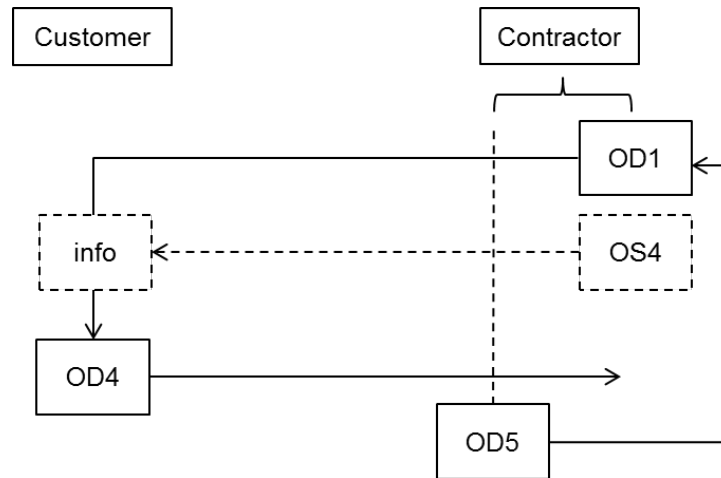 Customer
Contractor
OD1
info
OS4
OD4
OD5